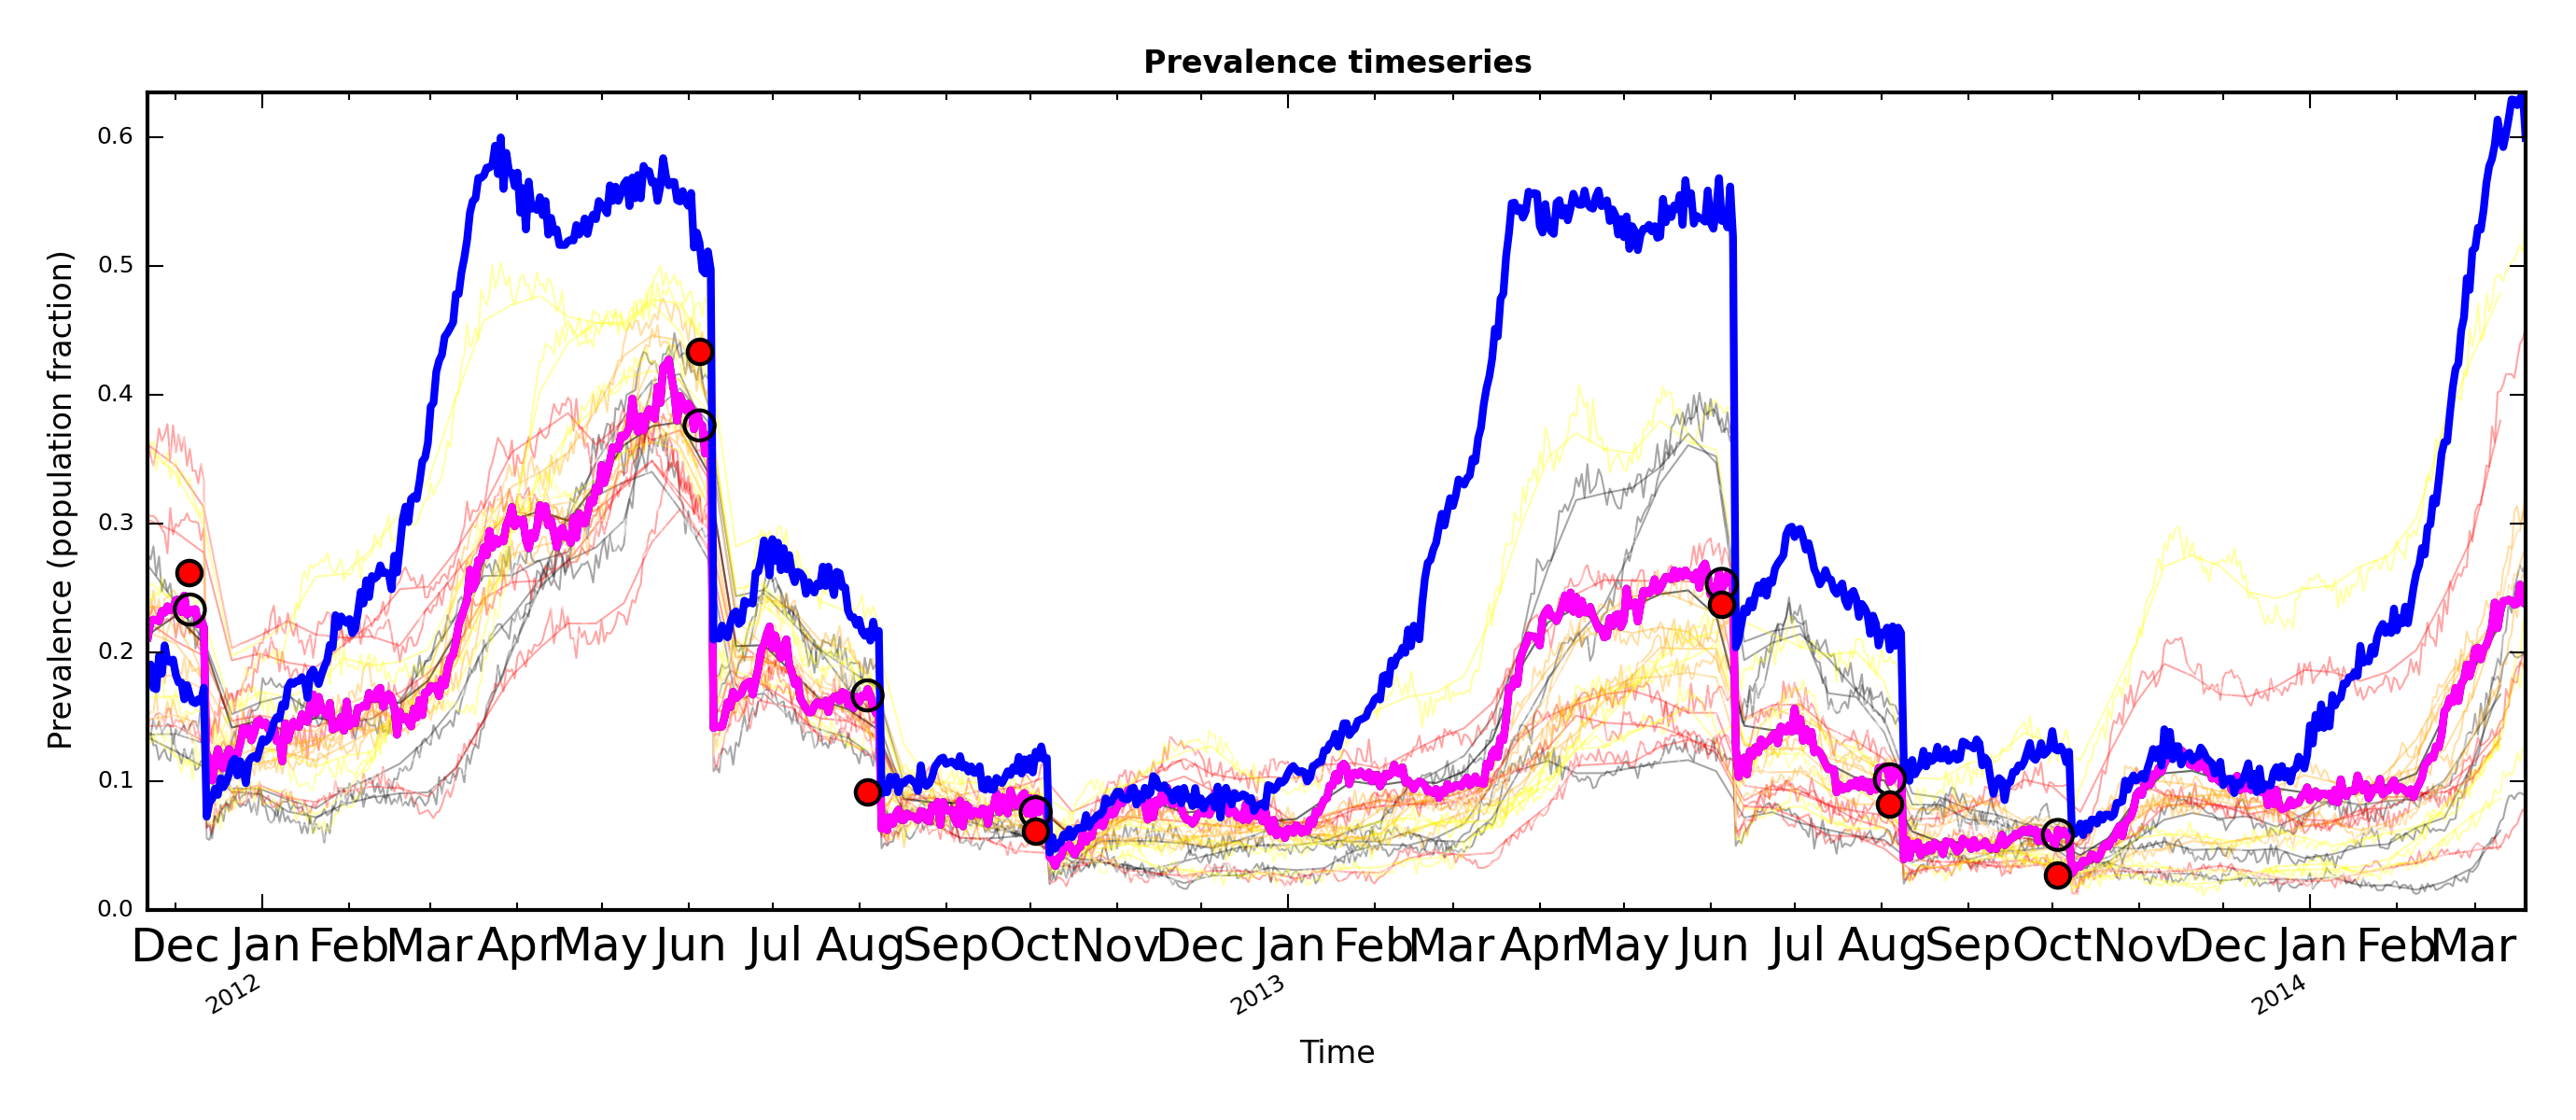 Prevalence timeseries
Prevalence (population fraction)
0.6
0.5
0.4
0.3
0.2
0.1
0.0
Dec Jan Feb Mar Apr May Jun Jul Aug Sep Oct Nov Dec Jan Feb Mar Apr May Jun Jul Aug Sep Oct Nov Dec Jan Feb Mar
2012 2013 2014
Time